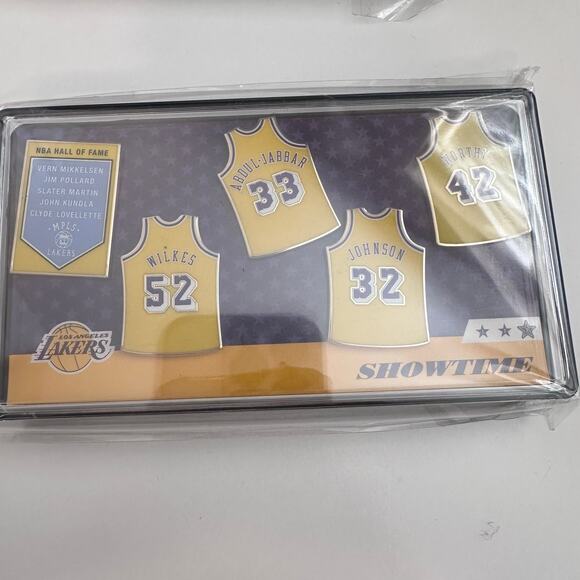 NBA HALL OF FAME
VERN MIKKELSEN
JIM POLLARD
SLATER MARTIN
JOHN KUNDLA
CLYDE LOVELLETTE
MPLS
LAKERS
ABDUL-JABBAR
33
WORTHY
42
WILKES
52
JOHNSON
32
LOS ANGELES
LAKERS
SHOWTIME